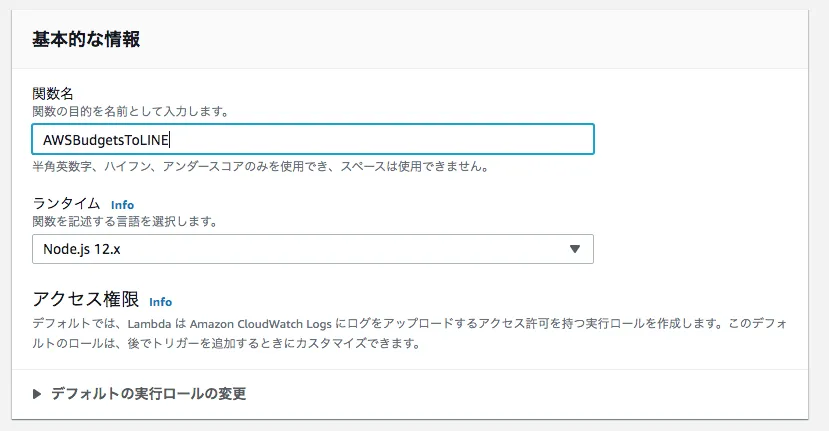 基本的な情報
関数名
関数の目的を名前として入力します。
AWSBudgetsToLINE
半角英数字、ハイフン、アンダースコアのみを使用でき、スペースは使用できません。
ランタイム Info
関数を記述する言語を選択します。
Node.js 12.x
アクセス権限 Info
デフォルトでは、Lambda は Amazon CloudWatch Logs にログをアップロードするアクセス許可を持つ実行ロールを作成します。このデフォ
ルトのロールは、後でトリガーを追加するときにカスタマイズできます。
デフォルトの実行ロールの変更